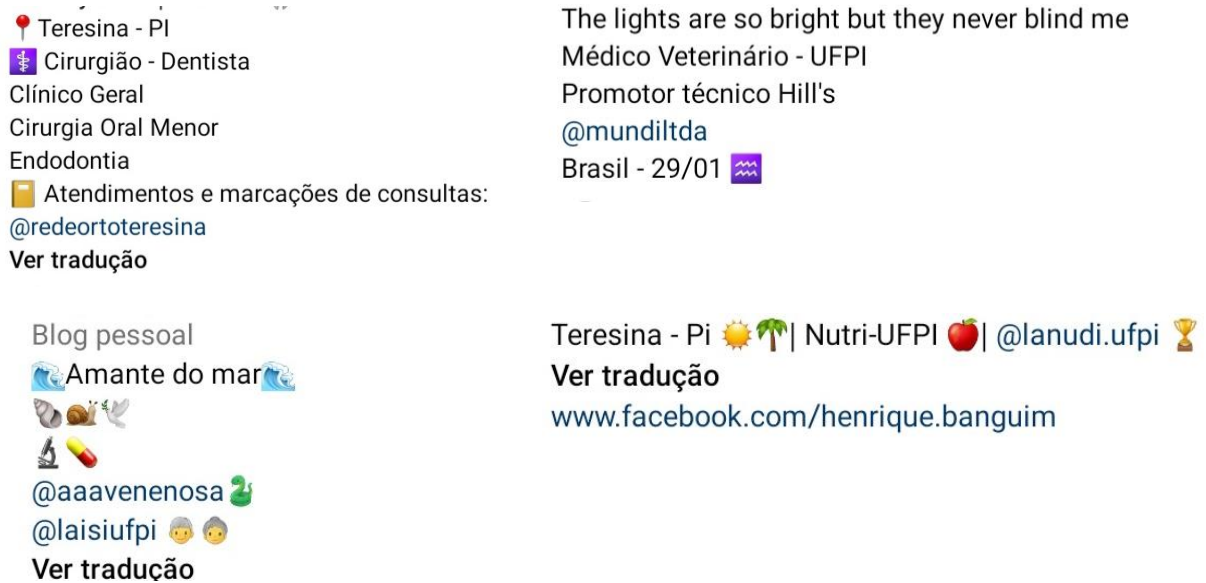 📍 Teresina - PI
⚕️ Cirurgião - Dentista
Clínico Geral
Cirurgia Oral Menor
Endodontia
📒 Atendimentos e marcações de consultas:
@redeortoteresina
Ver tradução
The lights are so bright but they never blind me
Médico Veterinário - UFPI
Promotor técnico Hill's
@mundiltda
Brasil - 29/01 ♒
Blog pessoal
🌊Amante do mar🌊
🐚🐌🕊️
🔬💊
@aaavenenosa🐍
@laisiufpi 👴👵
Ver tradução
Teresina - Pi ☀️🌴| Nutri-UFPI 🍎| @lanudi.ufpi 🏆
Ver tradução
www.facebook.com/henrique.banguim